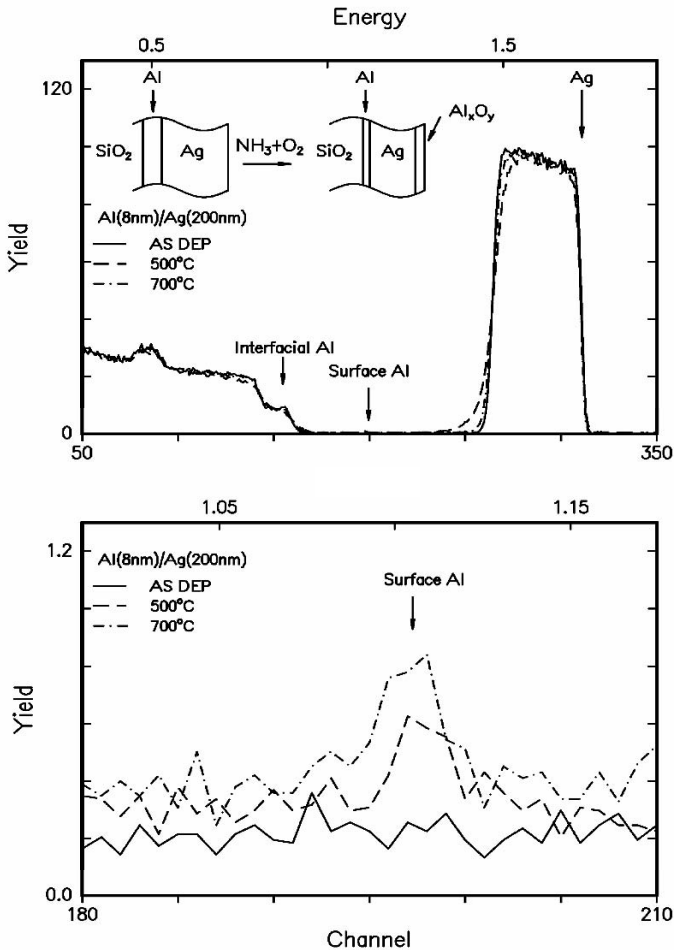 Energy
0.5 1.5
120
Al Al Ag
AlxOy
SiO2 Ag NH3+O2 SiO2 Ag
Al(8nm)/Ag(200nm)
AS DEP
500°C
700°C
Yield
Interfacial Al
Surface Al
0
50 350
1.05 1.15
1.2
Al(8nm)/Ag(200nm)
AS DEP
500°C
700°C
Surface Al
Yield
0.0
180 210
Channel